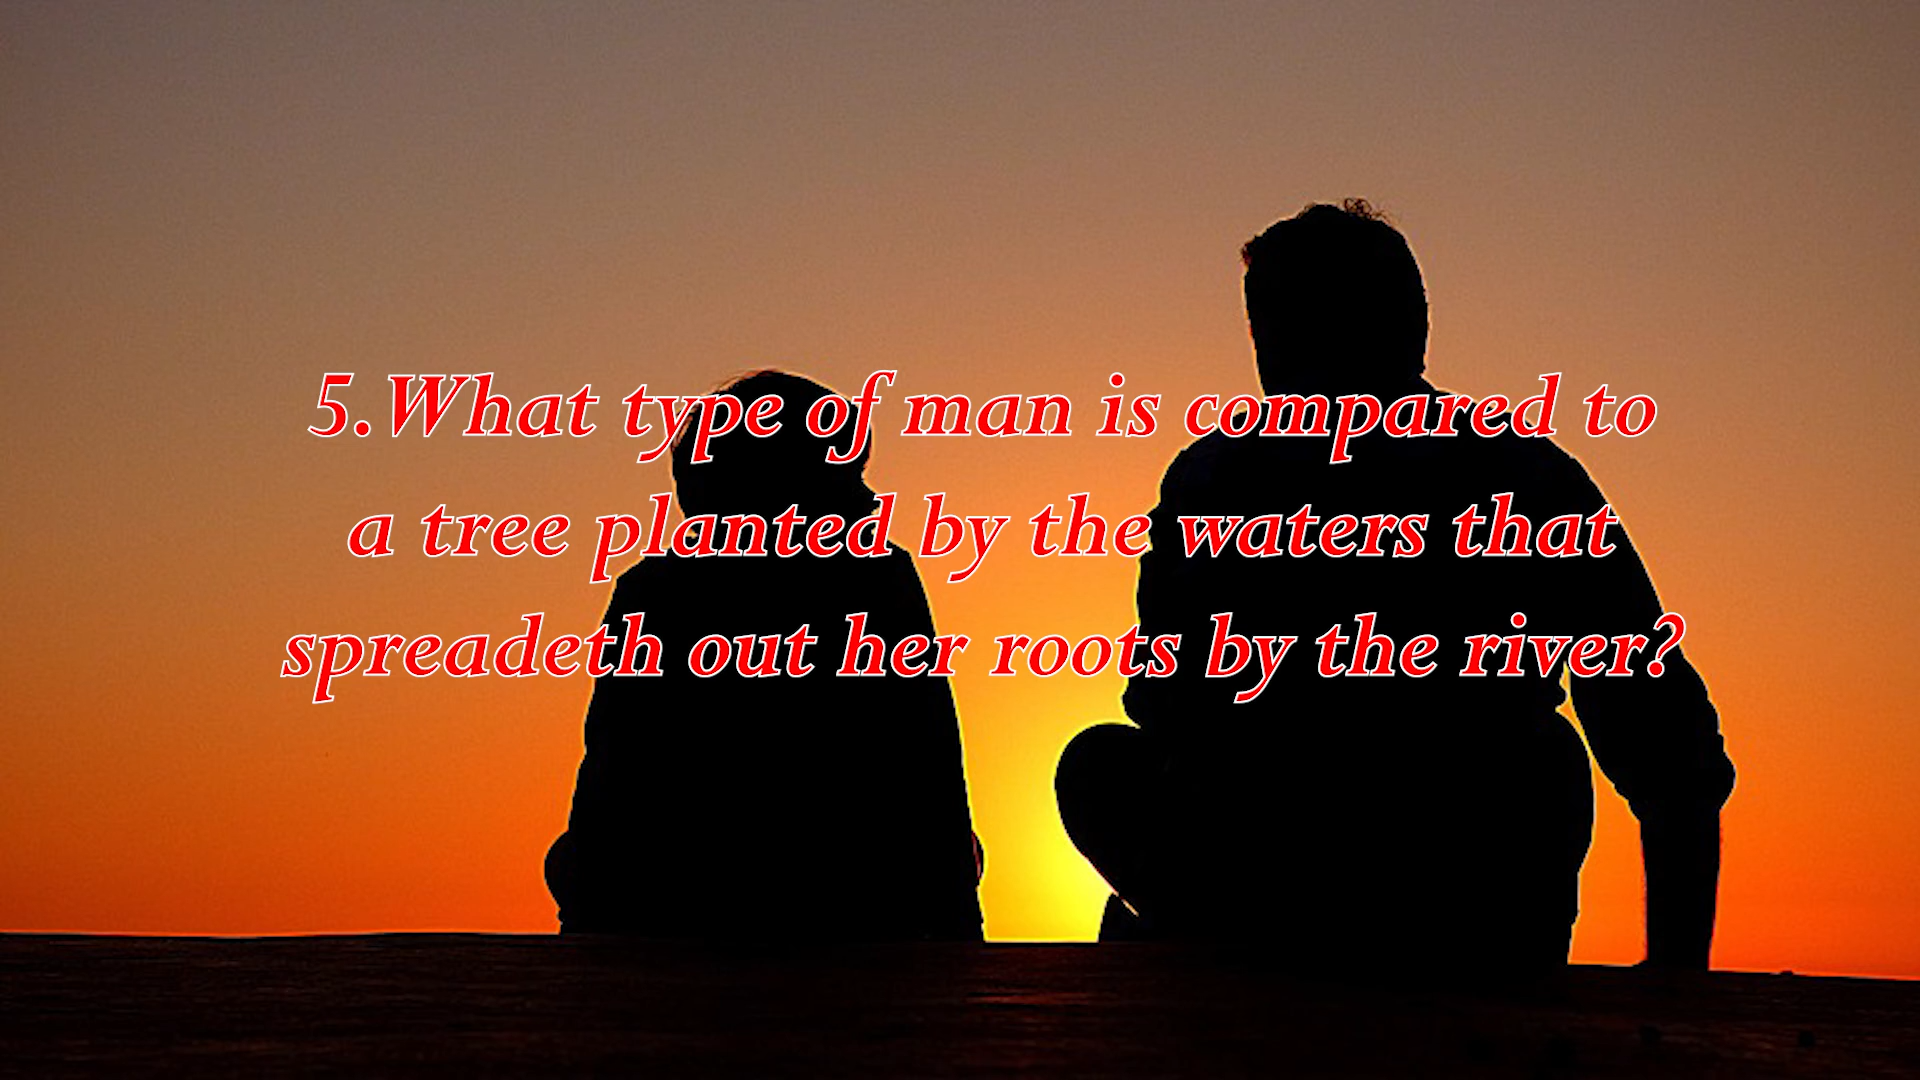 5.What type of man is compared to
a tree planted by the waters that
spreadeth out her roots by the river?